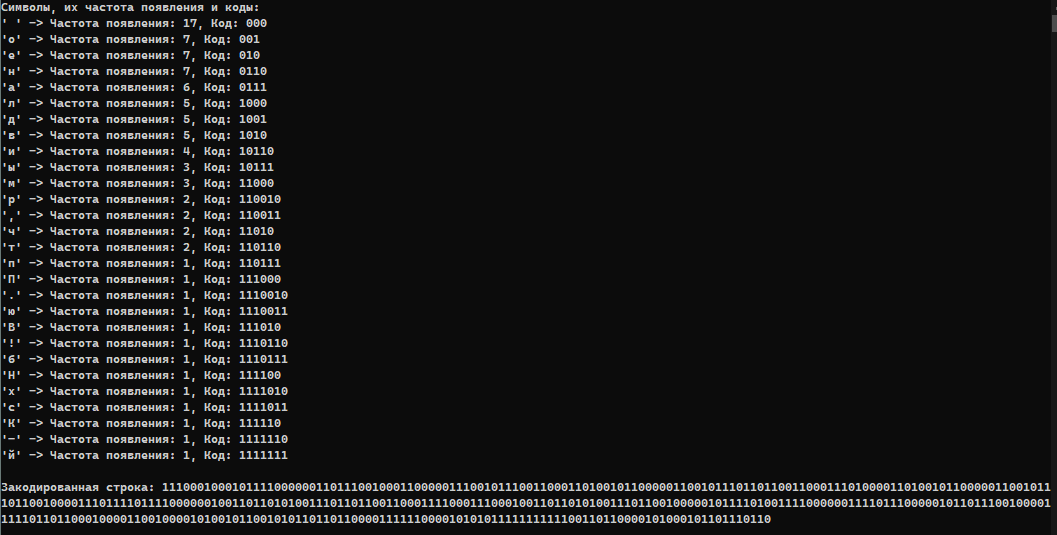 Символы, их частота появления и коды:
' ' —> Частота появления: 17, Код: 000
'о' —> Частота появления: 7, Код: 001
'е' —> Частота появления: 7, Код: 010
'н' —> Частота появления: 7, Код: 0110
'а' —> Частота появления: 6, Код: 0111
'л' —> Частота появления: 5, Код: 1000
'д' —> Частота появления: 5, Код: 1001
'в' —> Частота появления: 5, Код: 1010
'и' —> Частота появления: 4, Код: 10110
'ы' —> Частота появления: 3, Код: 10111
'м' —> Частота появления: 3, Код: 11000
'р' —> Частота появления: 2, Код: 110010
',' —> Частота появления: 2, Код: 110011
'ч' —> Частота появления: 2, Код: 11010
'т' —> Частота появления: 2, Код: 110110
'п' —> Частота появления: 1, Код: 110111
'П' —> Частота появления: 1, Код: 111000
'.' —> Частота появления: 1, Код: 1110010
'ю' —> Частота появления: 1, Код: 1110011
'В' —> Частота появления: 1, Код: 111010
'!' —> Частота появления: 1, Код: 1110110
'б' —> Частота появления: 1, Код: 1110111
'Н' —> Частота появления: 1, Код: 111100
'х' —> Частота появления: 1, Код: 1111010
'с' —> Частота появления: 1, Код: 1111011
'К' —> Частота появления: 1, Код: 111110
'—' —> Частота появления: 1, Код: 1111110
'й' —> Частота появления: 1, Код: 1111111
Закодированная строка: